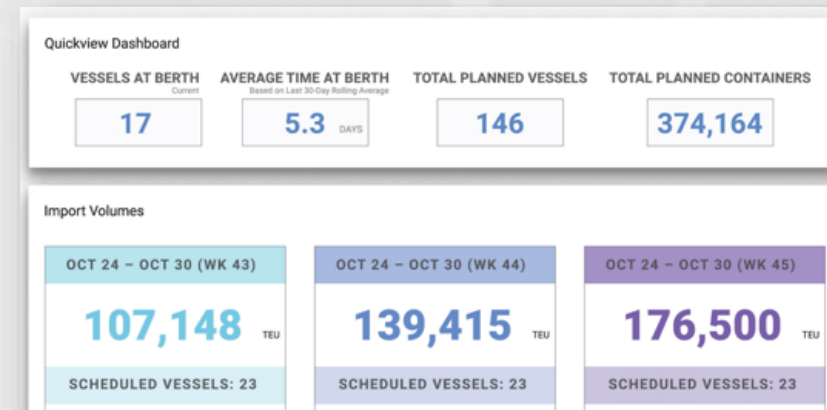 Quickview Dashboard
VESSELS AT BERTH AVERAGE TIME AT BERTH TOTAL PLANNED VESSELS TOTAL PLANNED CONTAINERS
Current Based on Last 30-Day Rolling Average
17 5.3 DAYS 146 374,164
Import Volumes
OCT 24 – OCT 30 (WK 43) OCT 24 – OCT 30 (WK 44) OCT 24 – OCT 30 (WK 45)
107,148 TEU 139,415 TEU 176,500 TEU
SCHEDULED VESSELS: 23 SCHEDULED VESSELS: 23 SCHEDULED VESSELS: 23